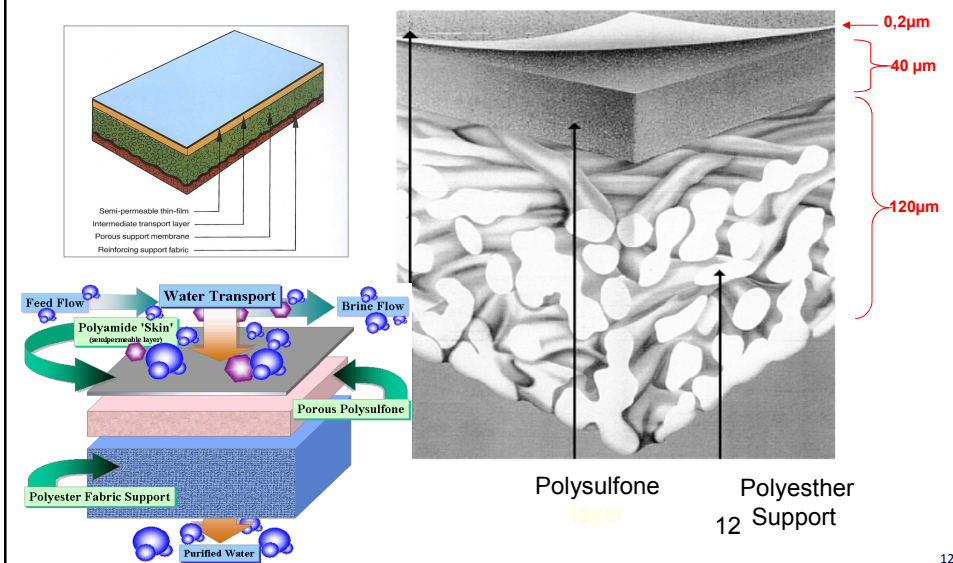 0,2µm
40 µm
120µm
Semi-permeable thin-film
Intermediate transport layer
Porous support membrane
Reinforcing support fabric
Feed Flow
Water Transport
Brine Flow
Polyamide 'Skin'
(semipermeable layer)
Porous Polysulfone
Polyester Fabric Support
Purified Water
Polysulfone
layer
Polyesther
Support
12
12